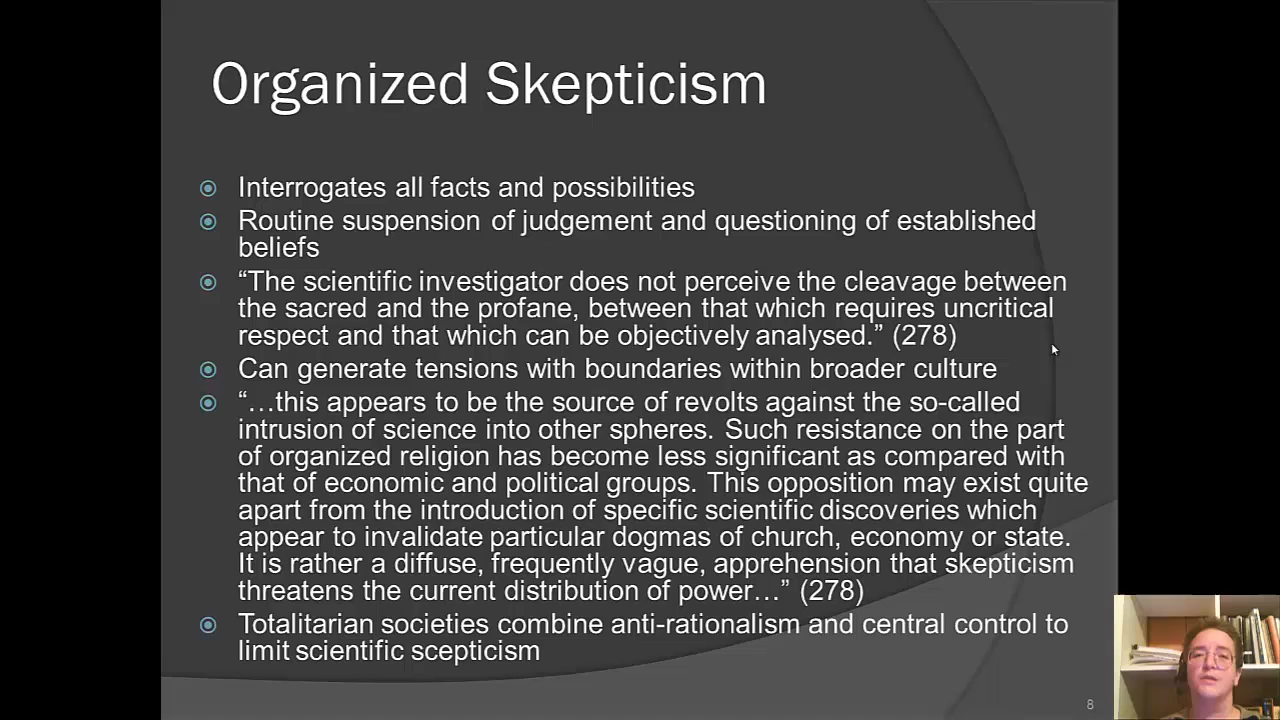 Organized Skepticism
Interrogates all facts and possibilities
Routine suspension of judgement and questioning of established
beliefs
“The scientific investigator does not perceive the cleavage between
the sacred and the profane, between that which requires uncritical
respect and that which can be objectively analysed.” (278)
Can generate tensions with boundaries within broader culture
“…this appears to be the source of revolts against the so-called
intrusion of science into other spheres. Such resistance on the part
of organized religion has become less significant as compared with
that of economic and political groups. This opposition may exist quite
apart from the introduction of specific scientific discoveries which
appear to invalidate particular dogmas of church, economy or state.
It is rather a diffuse, frequently vague, apprehension that skepticism
threatens the current distribution of power…” (278)
Totalitarian societies combine anti-rationalism and central control to
limit scientific scepticism
8